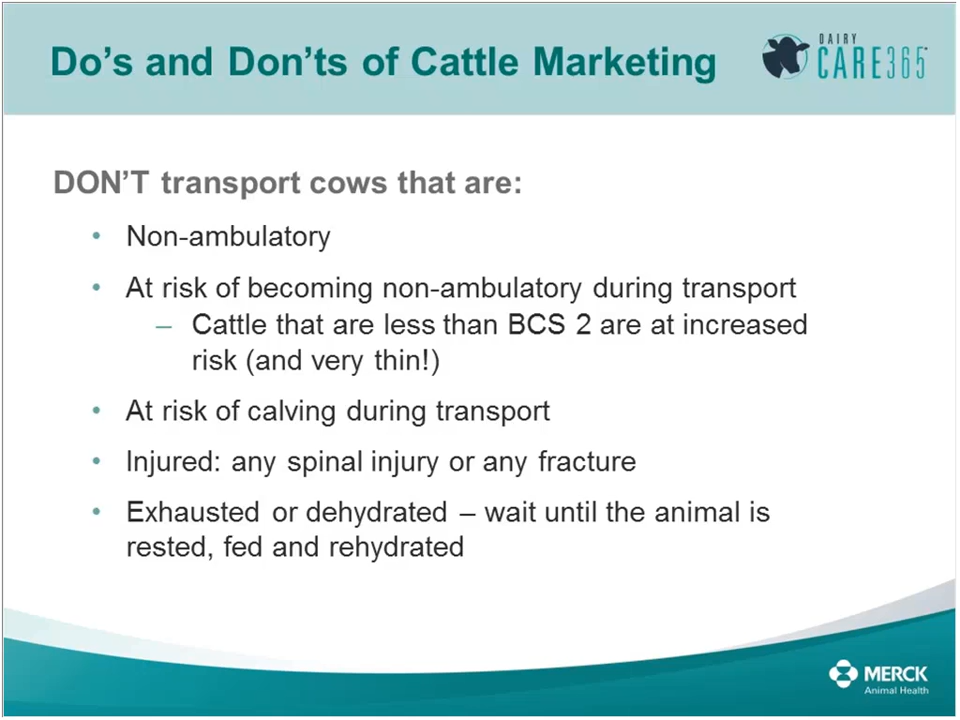 Do’s and Don’ts of Cattle Marketing
DAIRY
CARE365™
DON’T transport cows that are:
• Non-ambulatory
• At risk of becoming non-ambulatory during transport
– Cattle that are less than BCS 2 are at increased
risk (and very thin!)
• At risk of calving during transport
• Injured: any spinal injury or any fracture
• Exhausted or dehydrated – wait until the animal is
rested, fed and rehydrated
MERCK
Animal Health